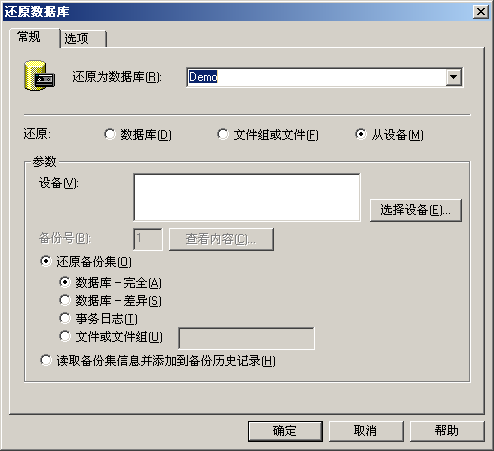 还原数据库
常规 选项
还原为数据库(R): Demo
还原: 数据库(D) 文件组或文件(F) 从设备(M)
参数
设备(V):
选择设备(E)...
备份号(B): 1 查看内容(C)...
还原备份集(O)
数据库－完全(A)
数据库－差异(S)
事务日志(T)
文件或文件组(U)
读取备份集信息并添加到备份历史记录(H)
确定 取消 帮助